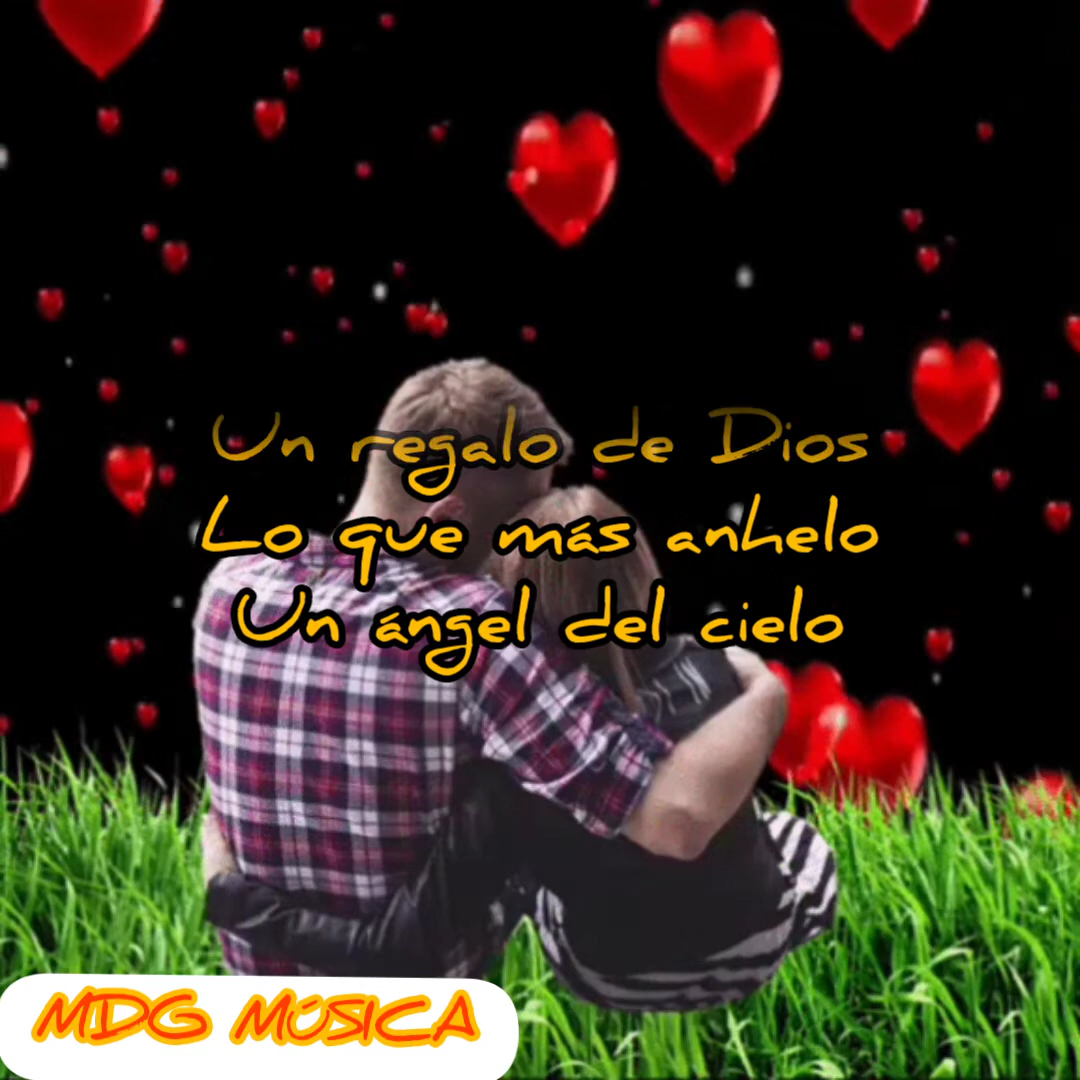 Un regalo de Dios
Lo que más anhelo
Un ángel del cielo
MDG MÚSICA